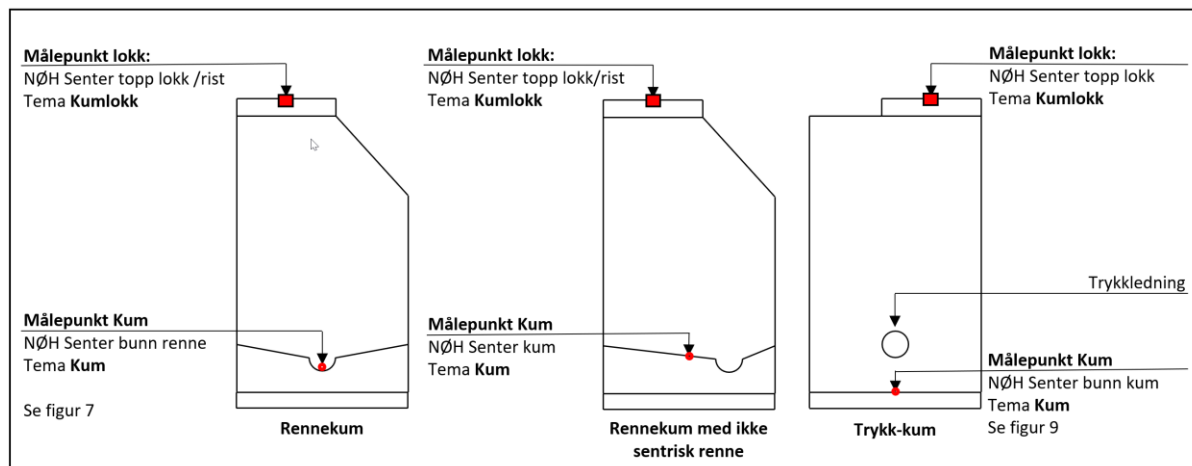 Målepunkt lokk:
NØH Senter topp lokk /rist
Tema Kumlokk
Målepunkt Kum
NØH Senter bunn renne
Tema Kum
Se figur 7
Rennekum
Målepunkt lokk:
NØH Senter topp lokk/rist
Tema Kumlokk
Målepunkt Kum
NØH Senter kum
Tema Kum
Rennekum med ikke
sentrisk renne
Målepunkt lokk:
NØH Senter topp lokk
Tema Kumlokk
Trykkledning
Målepunkt Kum
NØH Senter bunn kum
Tema Kum
Se figur 9
Trykk-kum